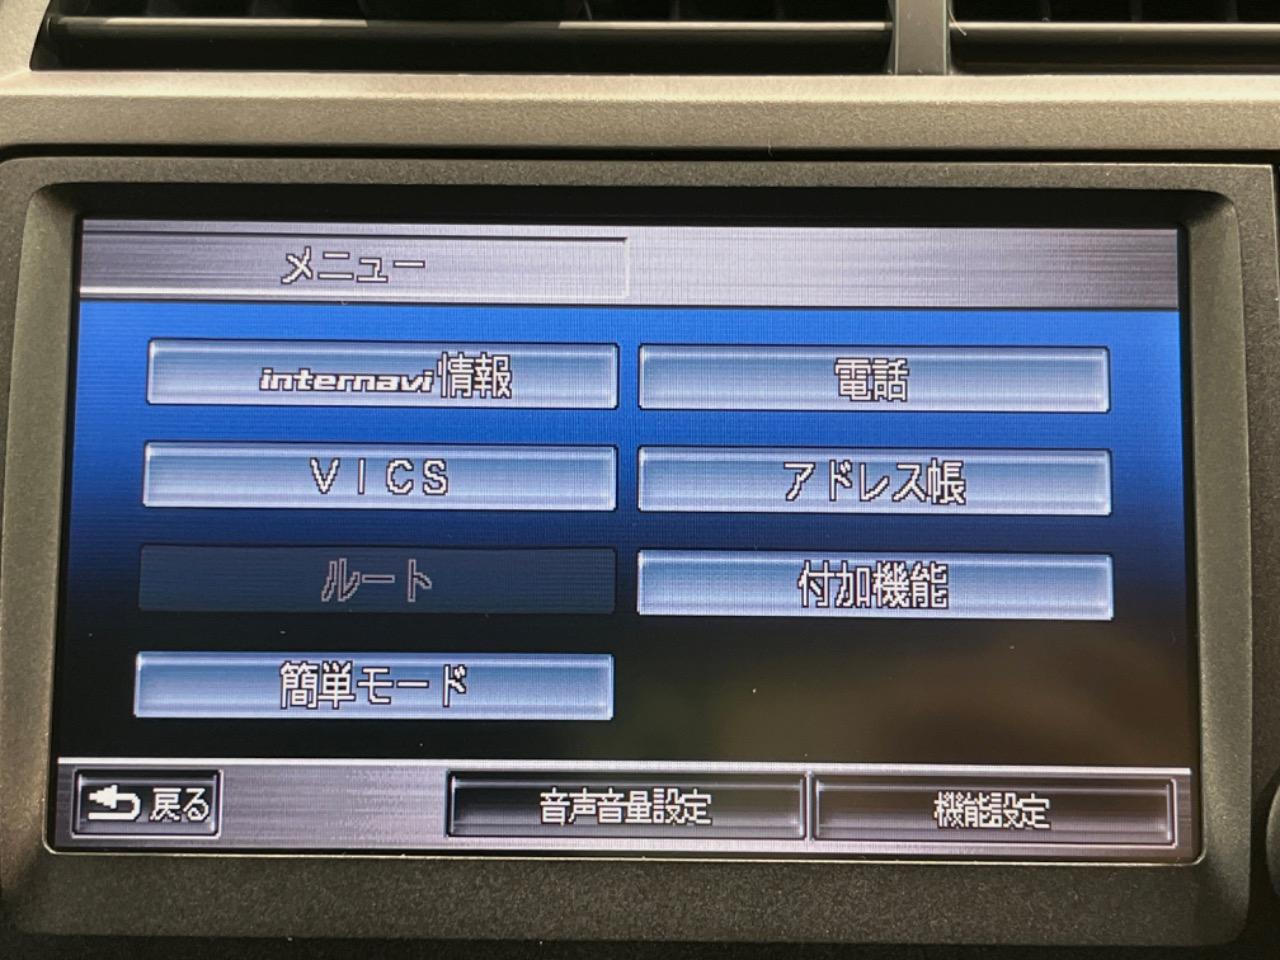 メニュー
internavi情報
電話
VICS
アドレス帳
ルート
付加機能
簡単モード
戻る
音声音量設定
機能設定